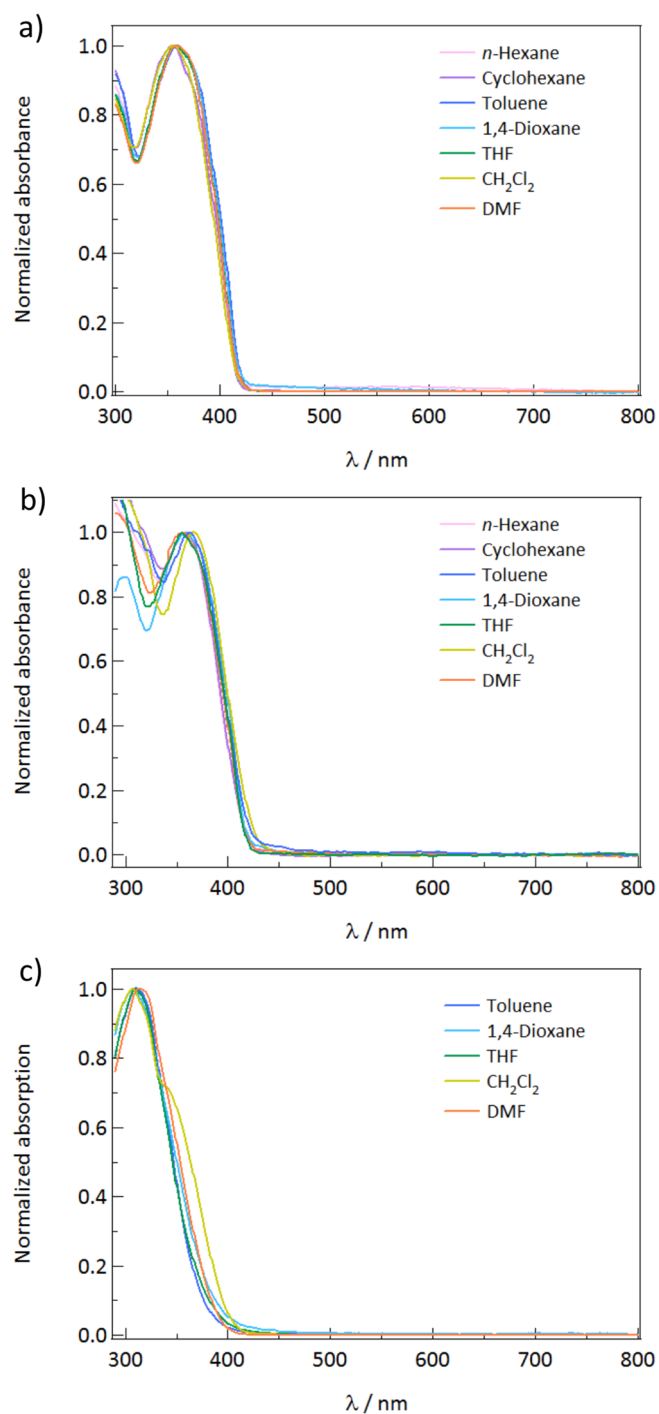 a)
1.0
0.8
0.6
0.4
0.2
0.0
Normalized absorbance
n-Hexane
Cyclohexane
Toluene
1,4-Dioxane
THF
CH₂Cl₂
DMF
300 400 500 600 700 800
λ / nm
b)
1.0
0.8
0.6
0.4
0.2
0.0
Normalized absorbance
n-Hexane
Cyclohexane
Toluene
1,4-Dioxane
THF
CH₂Cl₂
DMF
300 400 500 600 700 800
λ / nm
c)
1.0
0.8
0.6
0.4
0.2
0.0
Normalized absorption
Toluene
1,4-Dioxane
THF
CH₂Cl₂
DMF
300 400 500 600 700 800
λ / nm